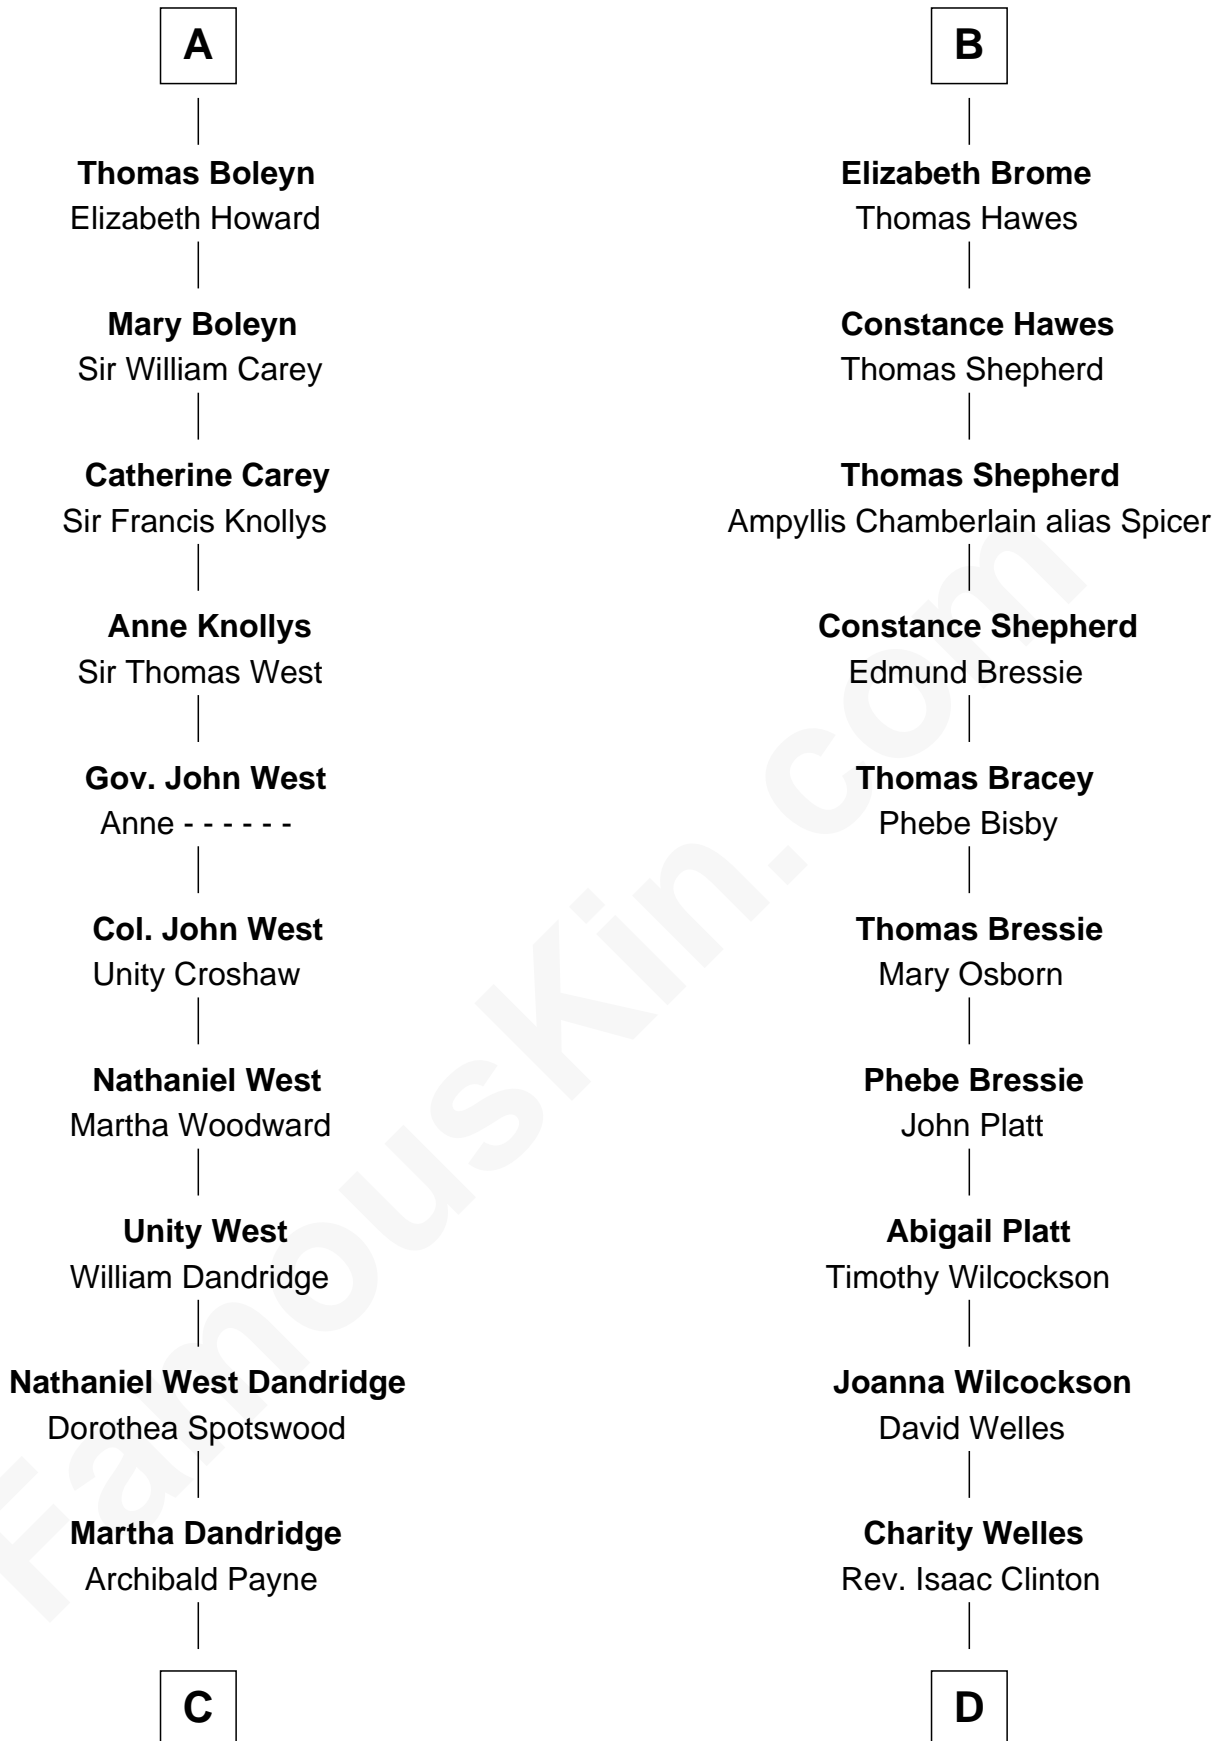 A
Thomas Boleyn
Elizabeth Howard
Mary Boleyn
Sir William Carey
Catherine Carey
Sir Francis Knollys
Anne Knollys
Sir Thomas West
Gov. John West
Anne - - - - - -
Col. John West
Unity Croshaw
Nathaniel West
Martha Woodward
Unity West
William Dandridge
Nathaniel West Dandridge
Dorothea Spotswood
Martha Dandridge
Archibald Payne
C
B
Elizabeth Brome
Thomas Hawes
Constance Hawes
Thomas Shepherd
Thomas Shepherd
Ampyllis Chamberlain alias Spicer
Constance Shepherd
Edmund Bressie
Thomas Bracey
Phebe Bisby
Thomas Bressie
Mary Osborn
Phebe Bressie
John Platt
Abigail Platt
Timothy Wilcockson
Joanna Wilcockson
David Welles
Charity Welles
Rev. Isaac Clinton
D
FamousKin.com